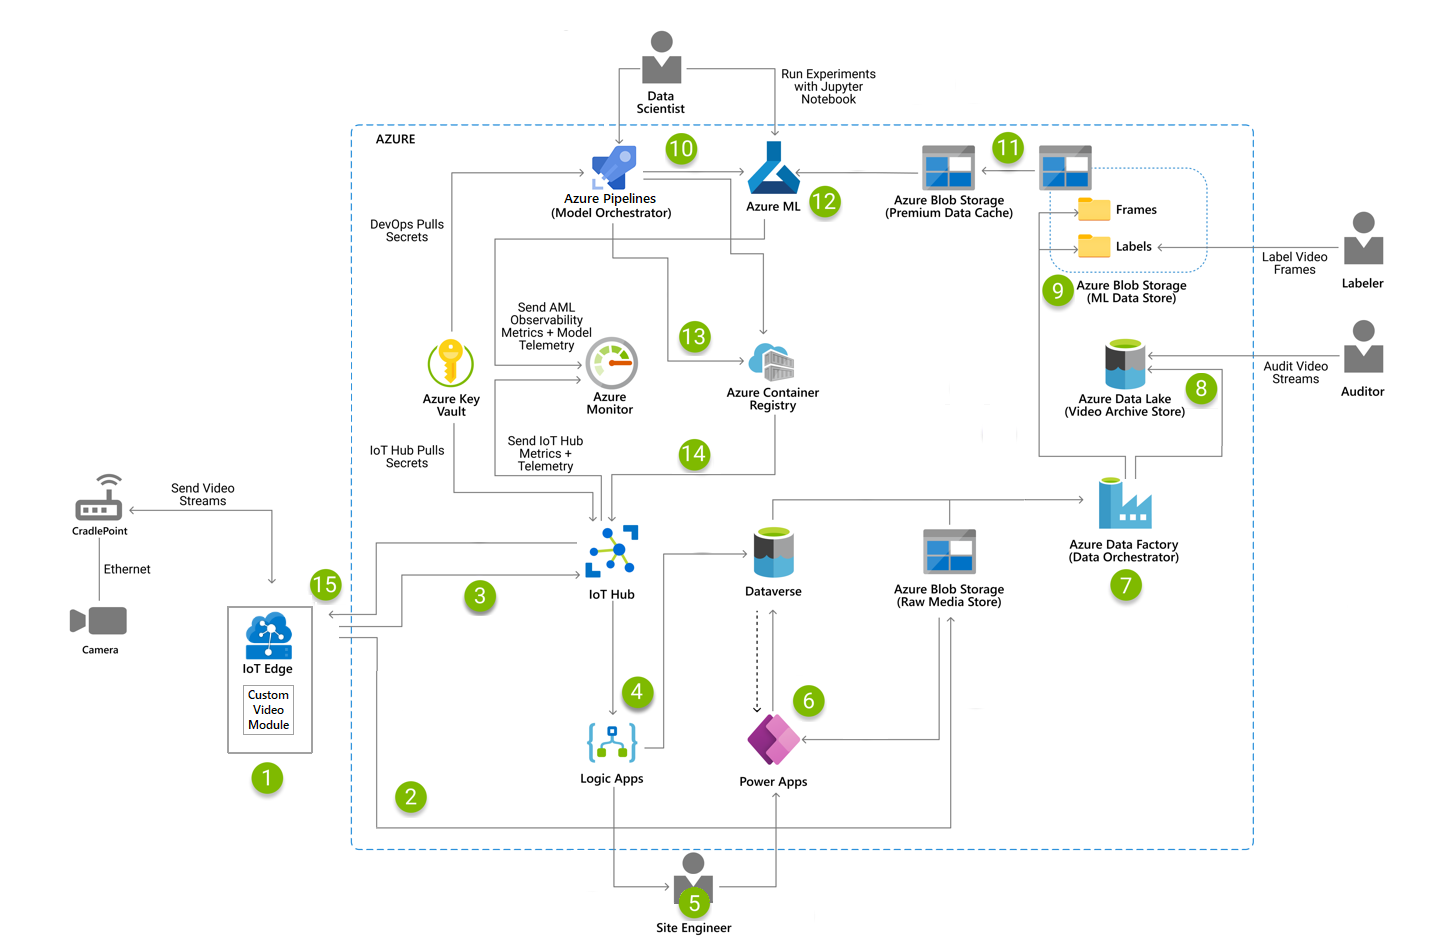 Data
Scientist
Run Experiments
with Jupyter
Notebook
AZURE
10
11
12
Azure Pipelines
(Model Orchestrator)
Azure ML
Azure Blob Storage
(Premium Data Cache)
Frames
Labels
DevOps Pulls
Secrets
Label Video
Frames
Labeler
9
Azure Blob Storage
(ML Data Store)
Send AML
Observability
Metrics + Model
Telemetry
13
Azure Key
Vault
Azure
Monitor
Azure Container
Registry
Azure Data Lake
(Video Archive Store)
8
Audit Video
Streams
Auditor
IoT Hub Pulls
Secrets
Send IoT Hub
Metrics +
Telemetry
14
Send Video
Streams
CradlePoint
Ethernet
Camera
15
3
IoT Hub
Dataverse
Azure Blob Storage
(Raw Media Store)
Azure Data Factory
(Data Orchestrator)
7
IoT Edge
Custom
Video
Module
1
2
4
6
Logic Apps
Power Apps
5
Site Engineer